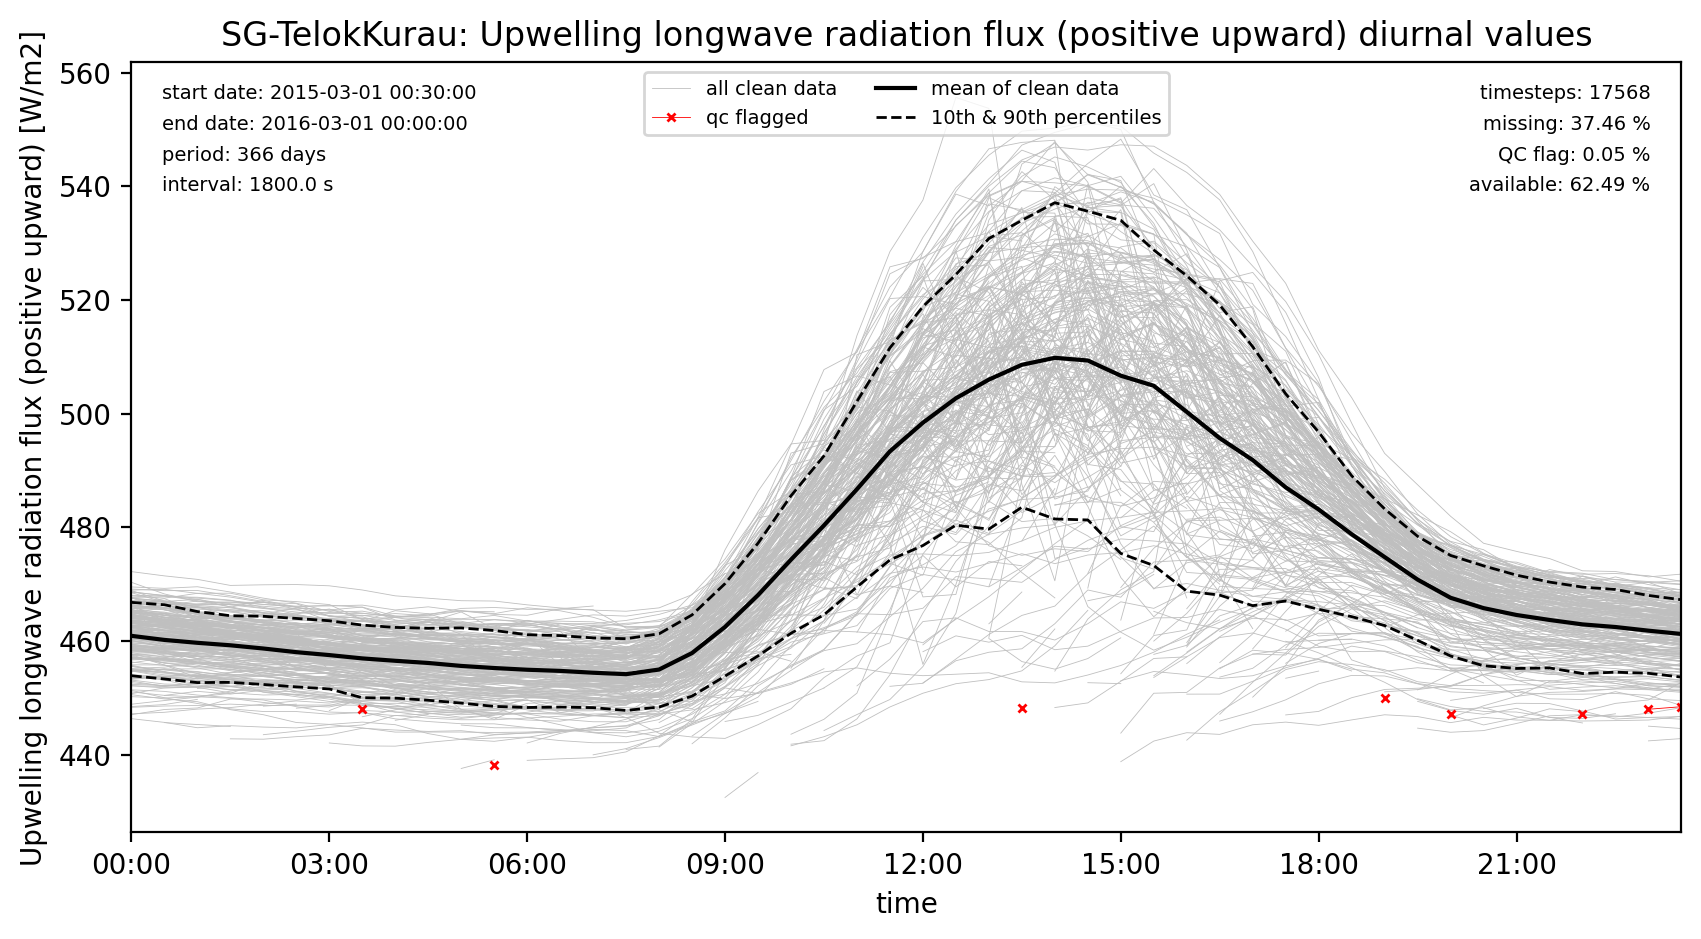 SG-TelokKurau: Upwelling longwave radiation flux (positive upward) diurnal values
Upwelling longwave radiation flux (positive upward) [W/m2]
560
540
520
500
480
460
440
start date: 2015-03-01 00:30:00
end date: 2016-03-01 00:00:00
period: 366 days
interval: 1800.0 s
all clean data
qc flagged
mean of clean data
10th & 90th percentiles
timesteps: 17568
missing: 37.46 %
QC flag: 0.05 %
available: 62.49 %
00:00 03:00 06:00 09:00 12:00 15:00 18:00 21:00
time